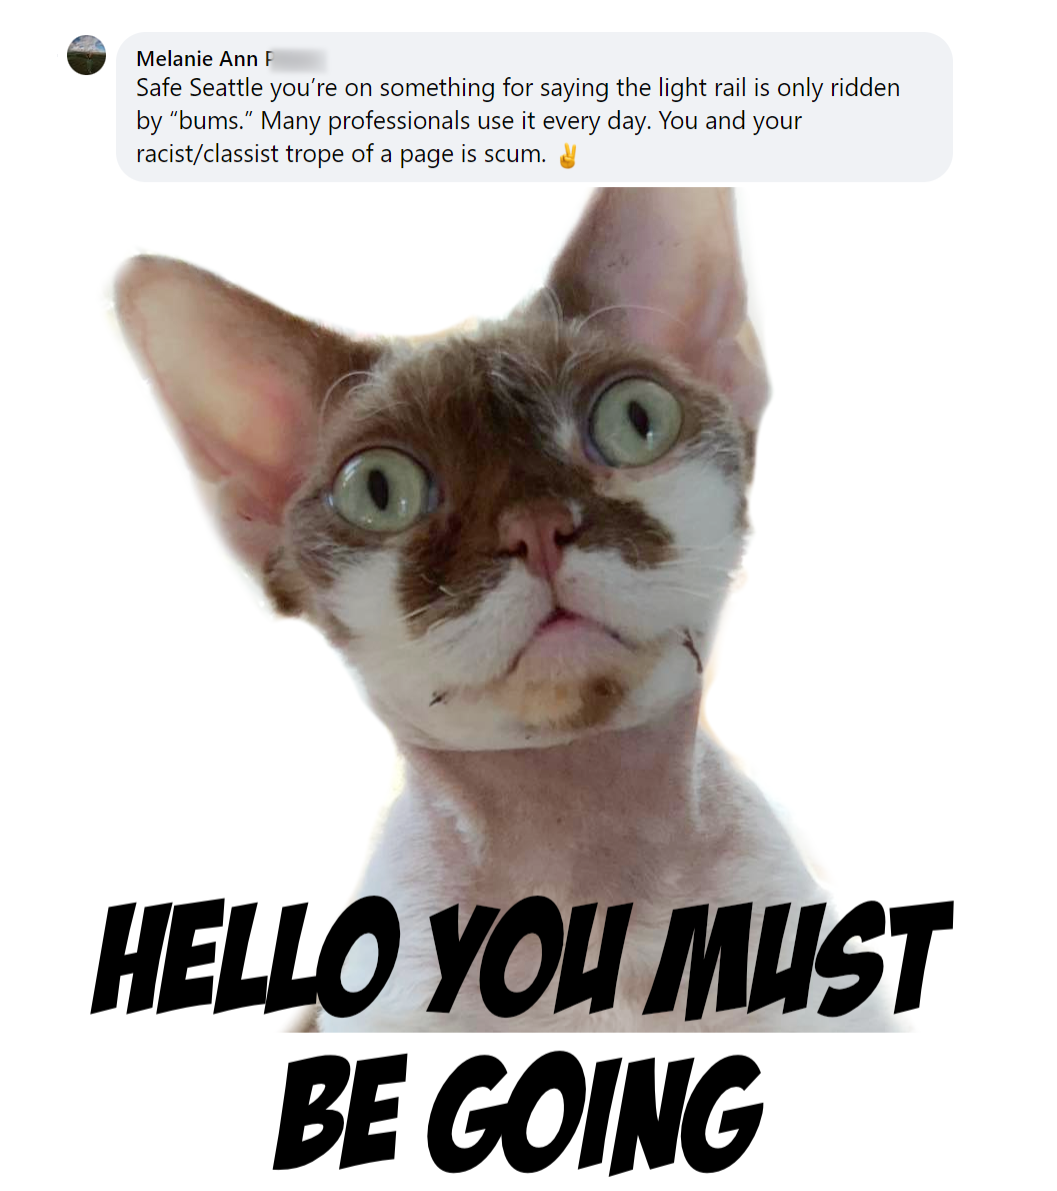 Melanie Ann
Safe Seattle you’re on something for saying the light rail is only ridden
by “bums.” Many professionals use it every day. You and your
racist/classist trope of a page is scum. ✌
HELLO YOU MUST
BE GOING